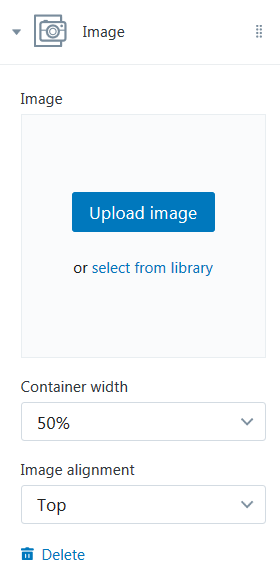 Image
Image
Upload image
or select from library
Container width
50%
Image alignment
Top
Delete